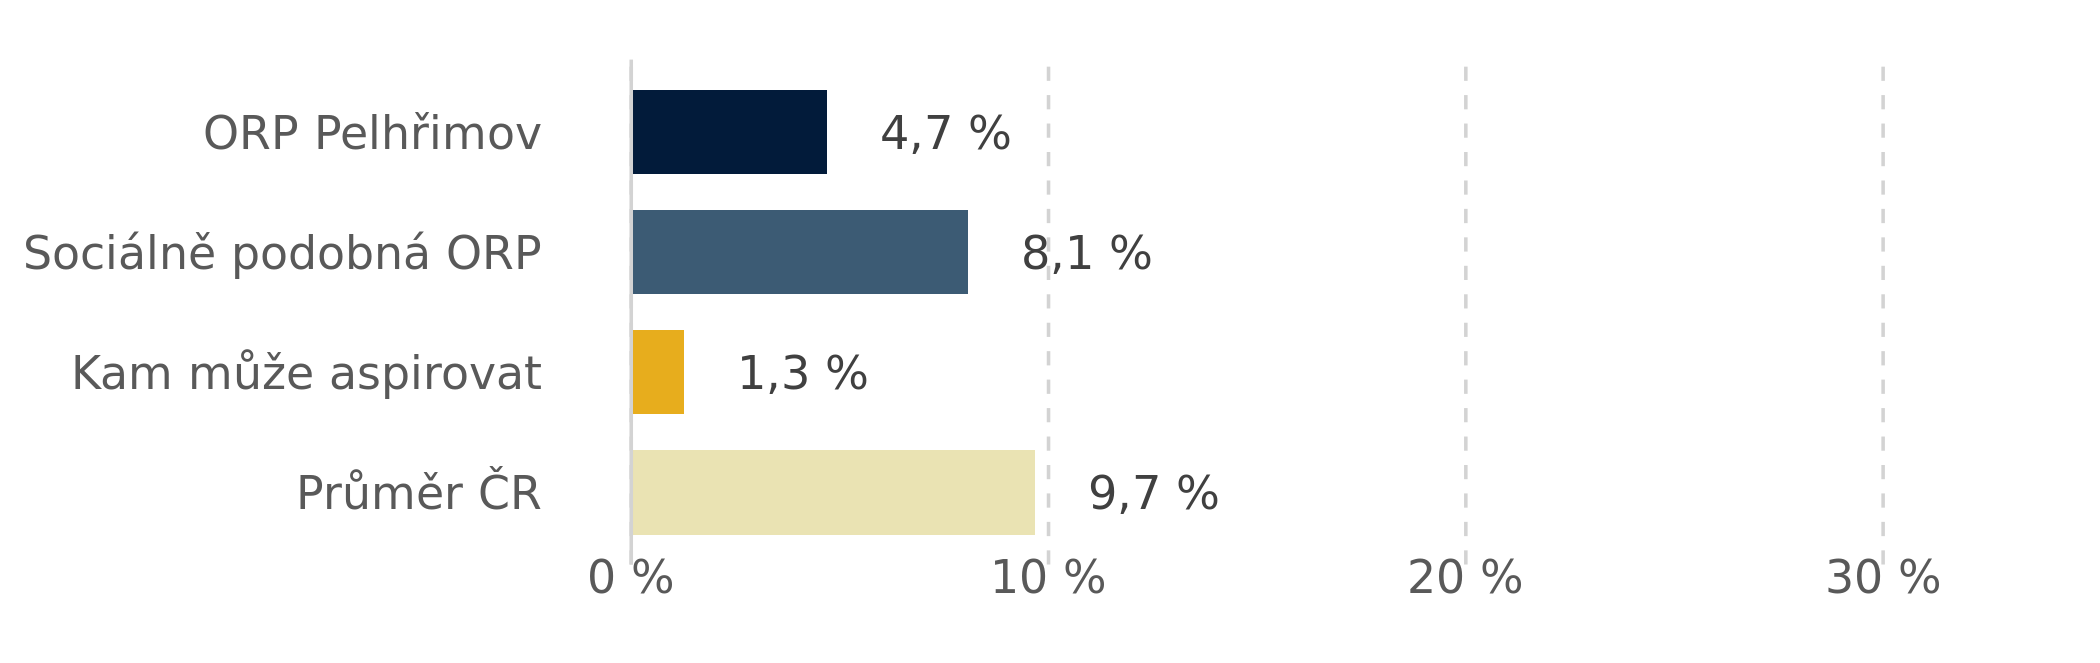 ORP Pelhřimov 4,7 %
Sociálně podobná ORP 8,1 %
Kam může aspirovat 1,3 %
Průměr ČR 9,7 %
0 % 10 % 20 % 30 %